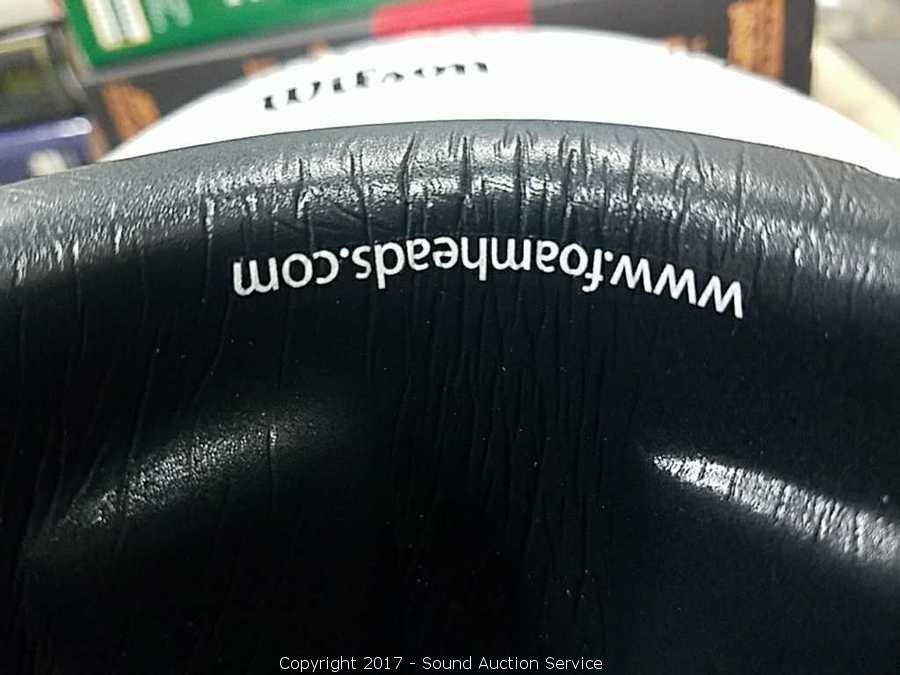 Wilson
www.foamheads.com
Copyright 2017 - Sound Auction Service